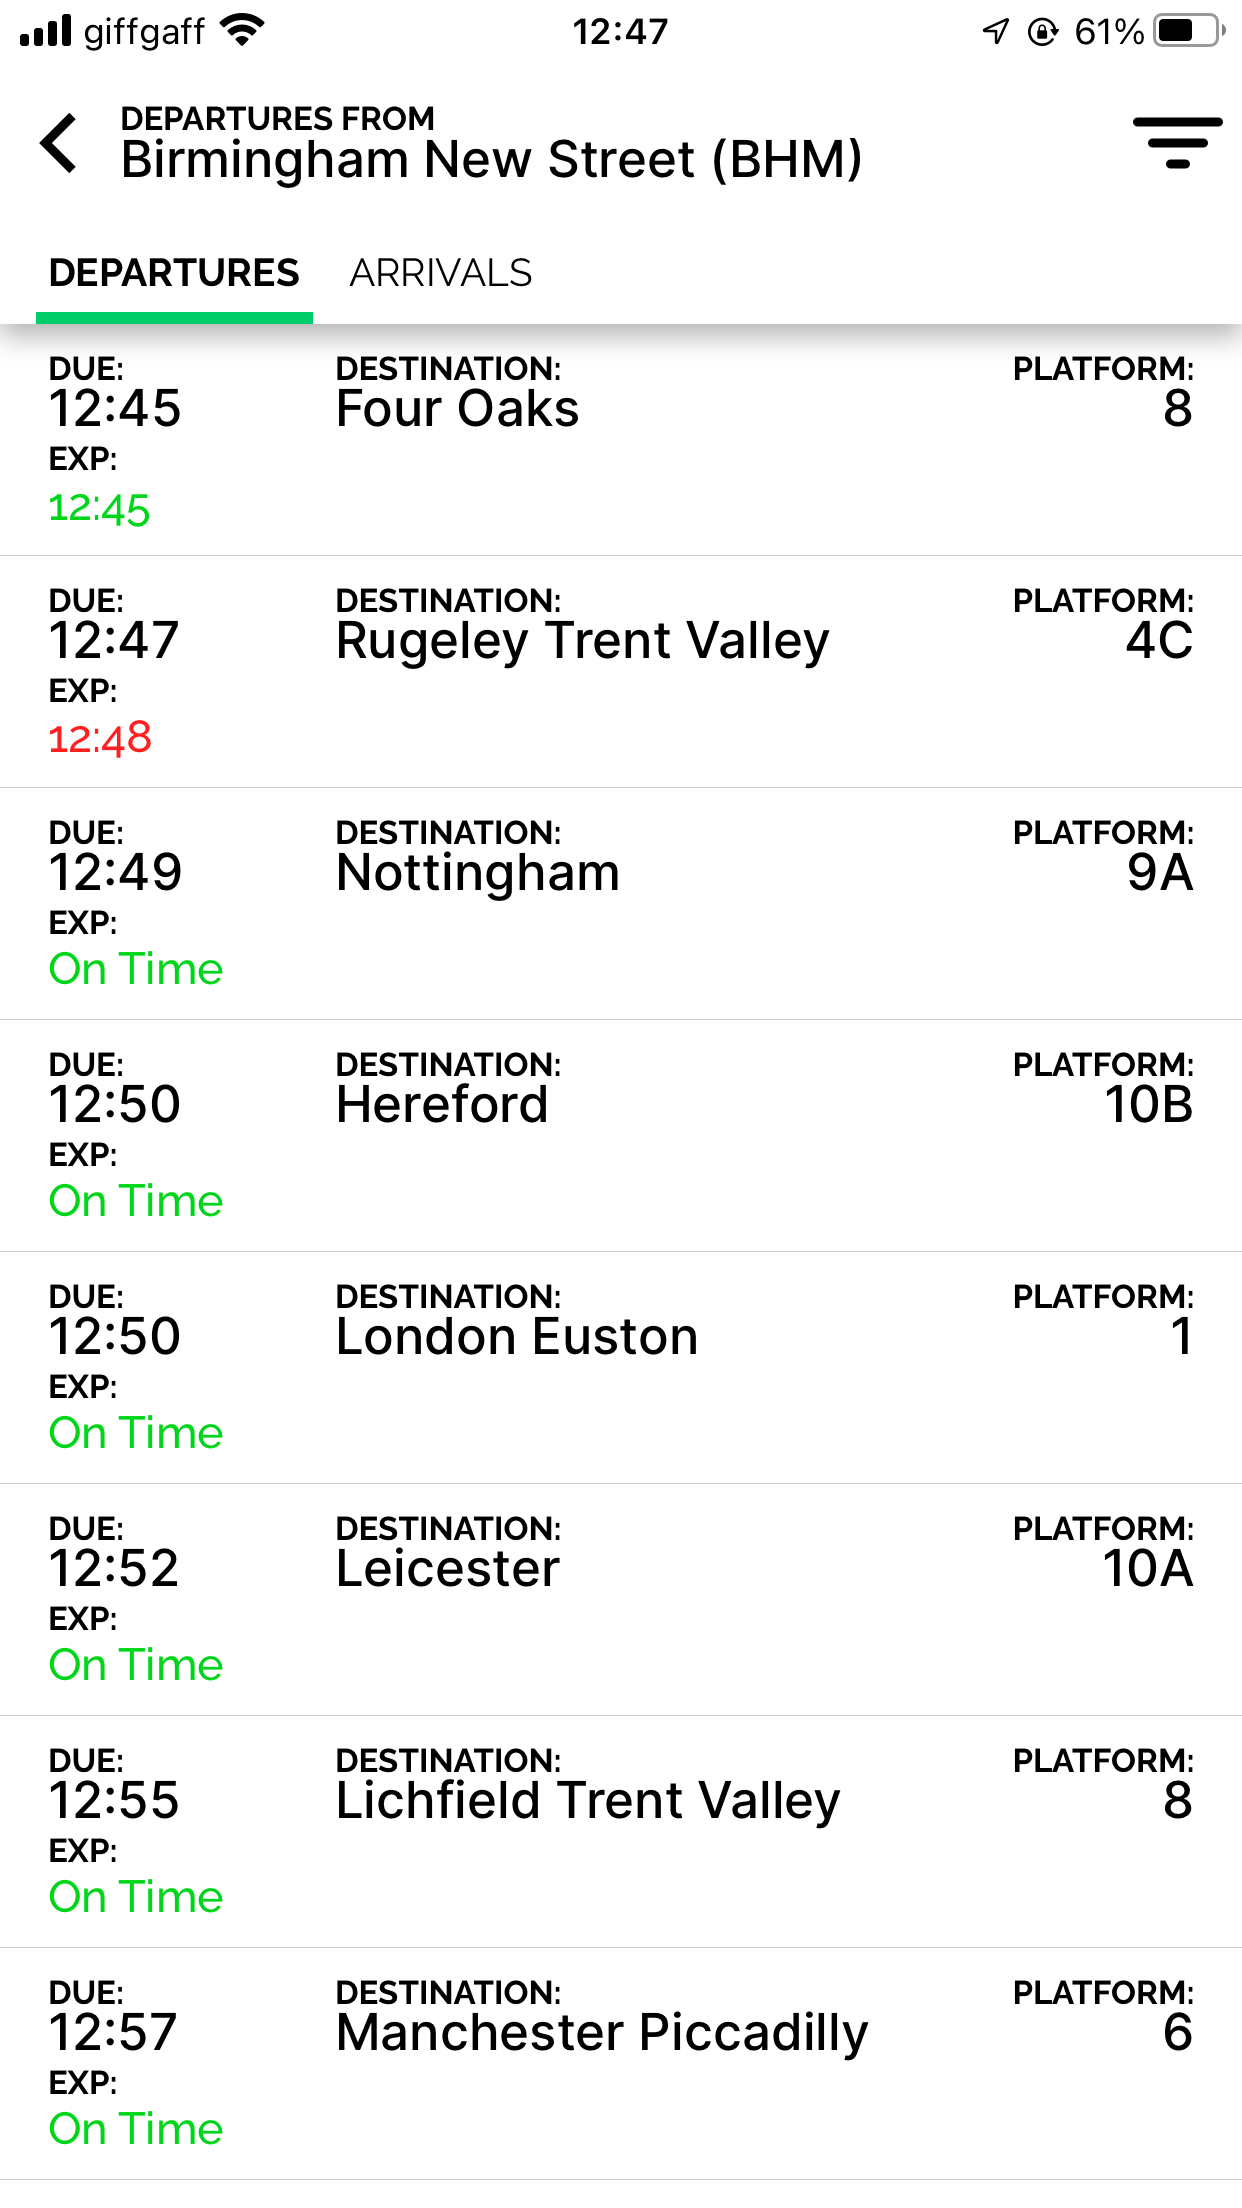 giffgaff 12:47 61%
DEPARTURES FROM
Birmingham New Street (BHM)
DEPARTURES ARRIVALS
DUE: DESTINATION: PLATFORM:
12:45 Four Oaks 8
EXP:
12:45
DUE: DESTINATION: PLATFORM:
12:47 Rugeley Trent Valley 4C
EXP:
12:48
DUE: DESTINATION: PLATFORM:
12:49 Nottingham 9A
EXP:
On Time
DUE: DESTINATION: PLATFORM:
12:50 Hereford 10B
EXP:
On Time
DUE: DESTINATION: PLATFORM:
12:50 London Euston 1
EXP:
On Time
DUE: DESTINATION: PLATFORM:
12:52 Leicester 10A
EXP:
On Time
DUE: DESTINATION: PLATFORM:
12:55 Lichfield Trent Valley 8
EXP:
On Time
DUE: DESTINATION: PLATFORM:
12:57 Manchester Piccadilly 6
EXP:
On Time